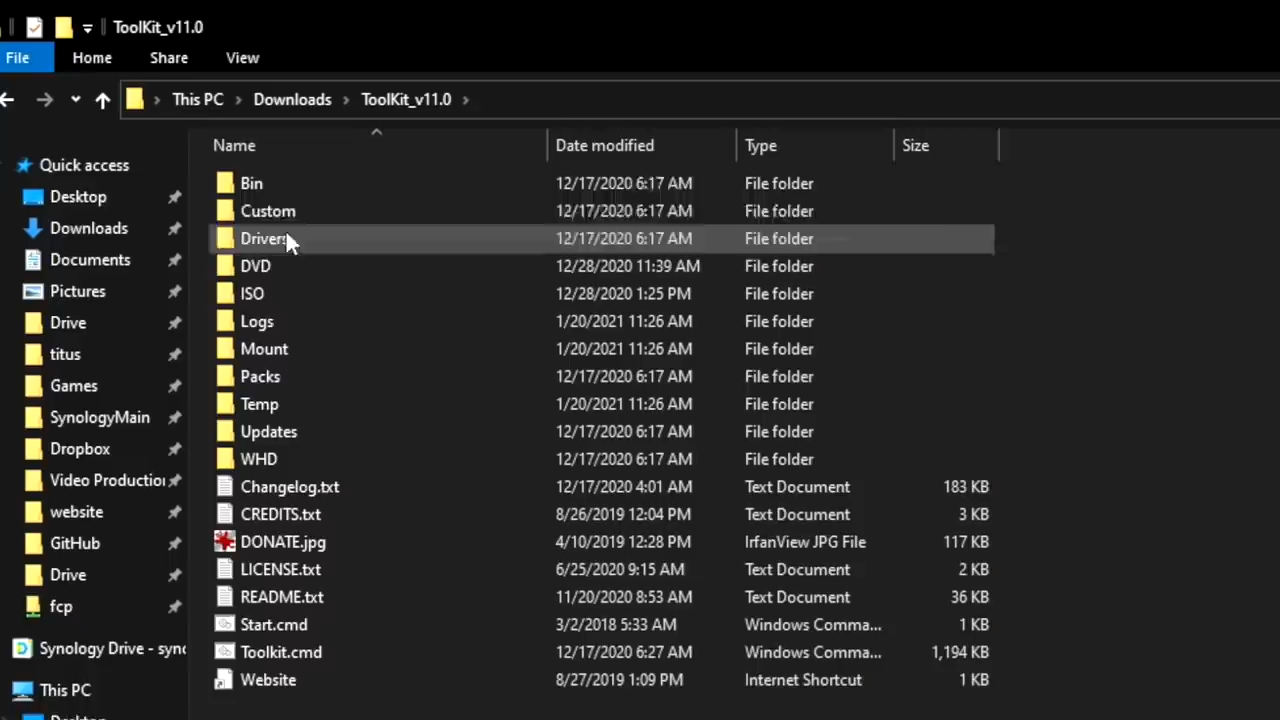 ToolKit_v11.0
File Home Share View
This PC Downloads ToolKit_v11.0
Name Date modified Type Size
Quick access
Desktop
Downloads
Documents
Pictures
Drive
titus
Games
SynologyMain
Dropbox
Video Production
website
GitHub
Drive
fcp
Synology Drive - syno
This PC
Desktop
Bin 12/17/2020 6:17 AM File folder
Custom 12/17/2020 6:17 AM File folder
Drivers 12/17/2020 6:17 AM File folder
DVD 12/28/2020 11:39 AM File folder
ISO 12/28/2020 1:25 PM File folder
Logs 1/20/2021 11:26 AM File folder
Mount 1/20/2021 11:26 AM File folder
Packs 12/17/2020 6:17 AM File folder
Temp 1/20/2021 11:26 AM File folder
Updates 12/17/2020 6:17 AM File folder
WHD 12/17/2020 6:17 AM File folder
Changelog.txt 12/17/2020 4:01 AM Text Document 183 KB
CREDITS.txt 8/26/2019 12:04 PM Text Document 3 KB
DONATE.jpg 4/10/2019 12:28 PM IrfanView JPG File 117 KB
LICENSE.txt 6/25/2020 9:15 AM Text Document 2 KB
README.txt 11/20/2020 8:53 AM Text Document 36 KB
Start.cmd 3/2/2018 5:33 AM Windows Comma... 1 KB
Toolkit.cmd 12/17/2020 6:27 AM Windows Comma... 1,194 KB
Website 8/27/2019 1:09 PM Internet Shortcut 1 KB